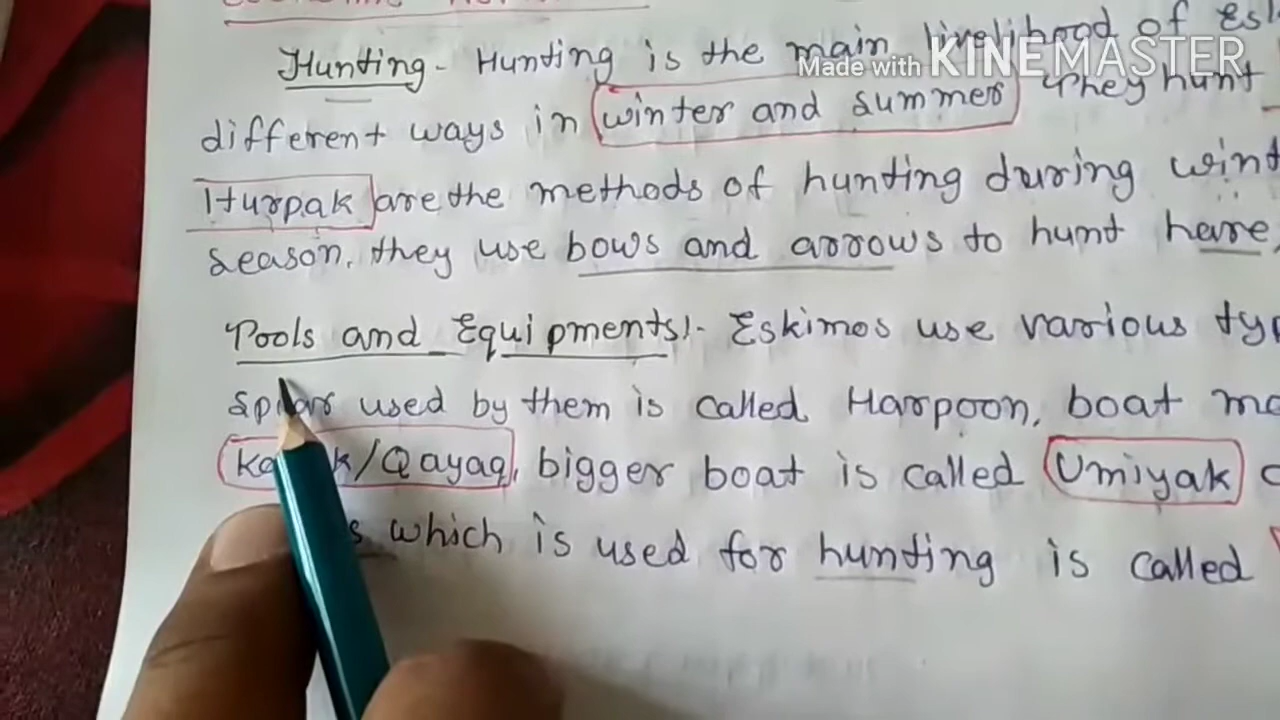 Hunting - Hunting is the main livelihood of
Made with KINEMASTER
different ways in winter and summer They hunt
Iturpak are the methods of hunting during
season. they use bows and arrows to hunt hare
Tools and Equipments:- Eskimos use various
used by them is called Harpoon, boat
/Qayaq, bigger boat is called Umiyak
which is used for hunting is called